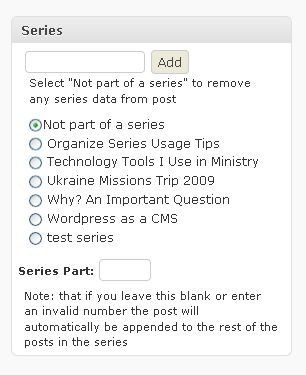 Series
Add
Select "Not part of a series" to remove
any series data from post
Not part of a series
Organize Series Usage Tips
Technology Tools I Use in Ministry
Ukraine Missions Trip 2009
Why? An Important Question
Wordpress as a CMS
test series
Series Part:
Note: that if you leave this blank or enter
an invalid number the post will
automatically be appended to the rest of the
posts in the series